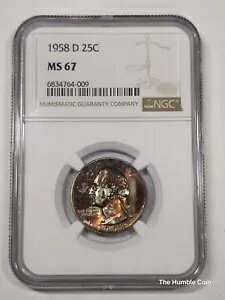 1958 D 25C
MS 67
6834764-009
NUMISMATIC GUARANTY COMPANY
NGC
The Humble Coin